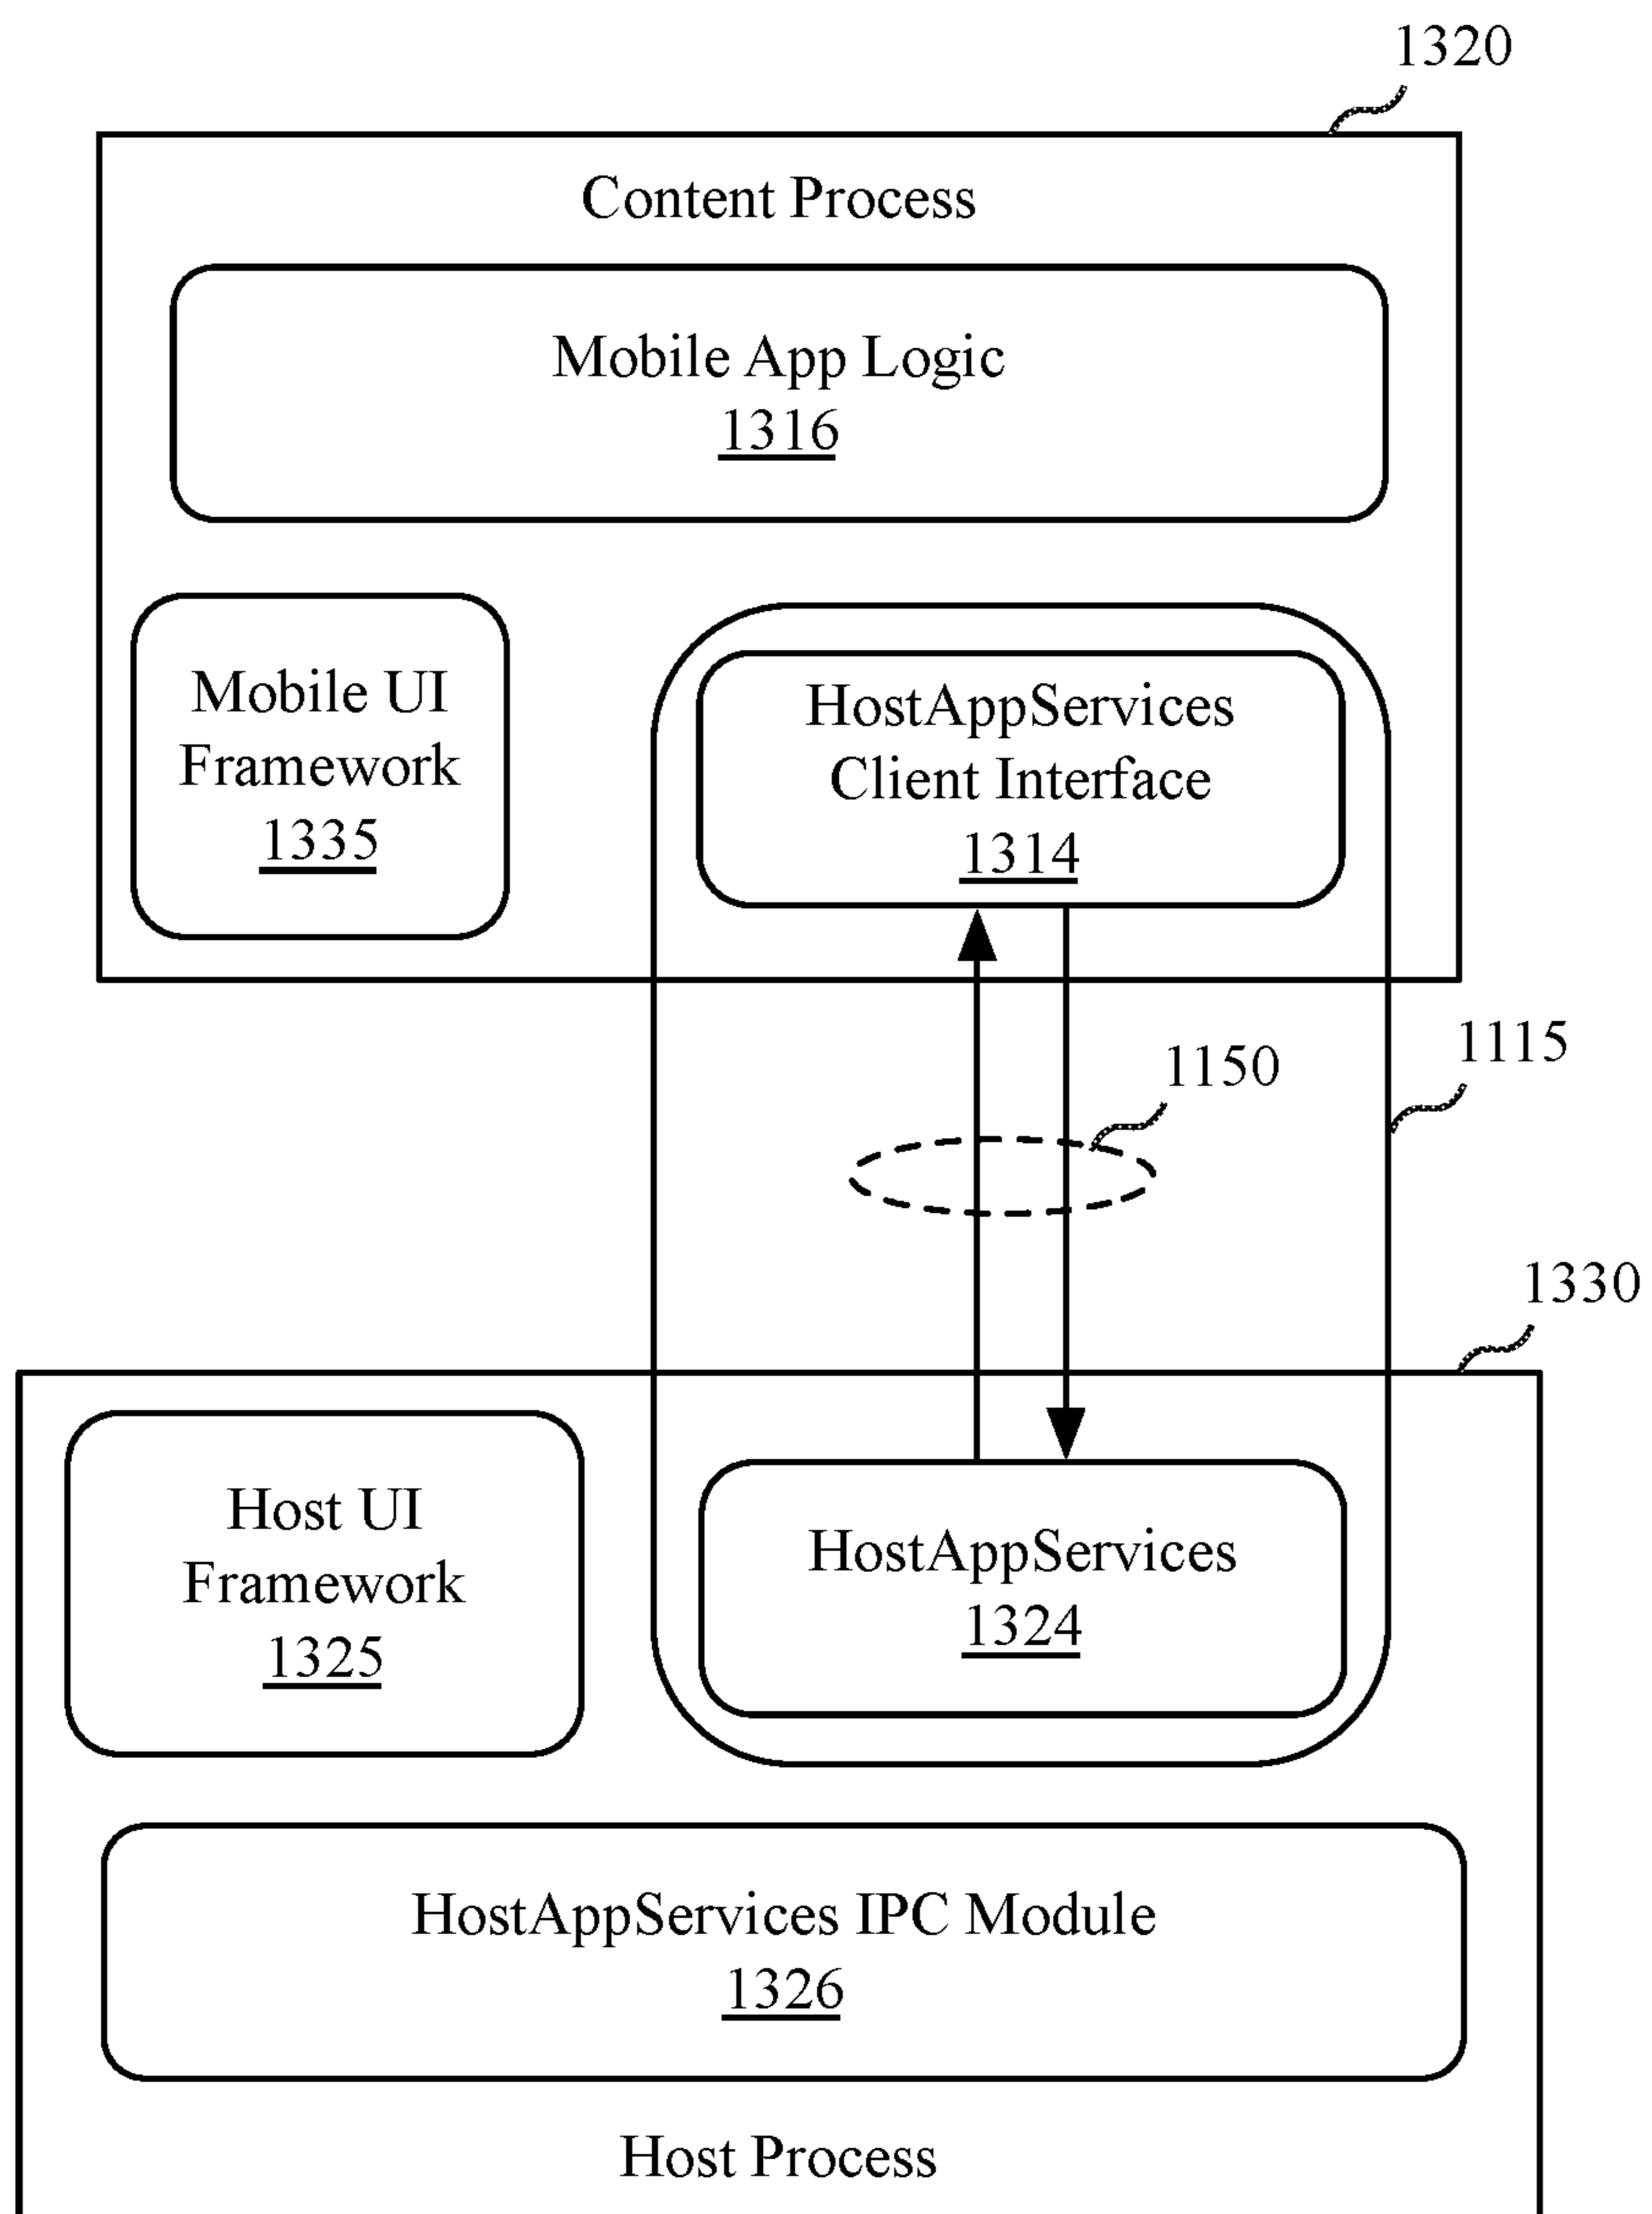 1320
Content Process
Mobile App Logic
1316
Mobile UI
Framework
1335
HostAppServices
Client Interface
1314
1115
1150
1330
Host UI
Framework
1325
HostAppServices
1324
HostAppServices IPC Module
1326
Host Process